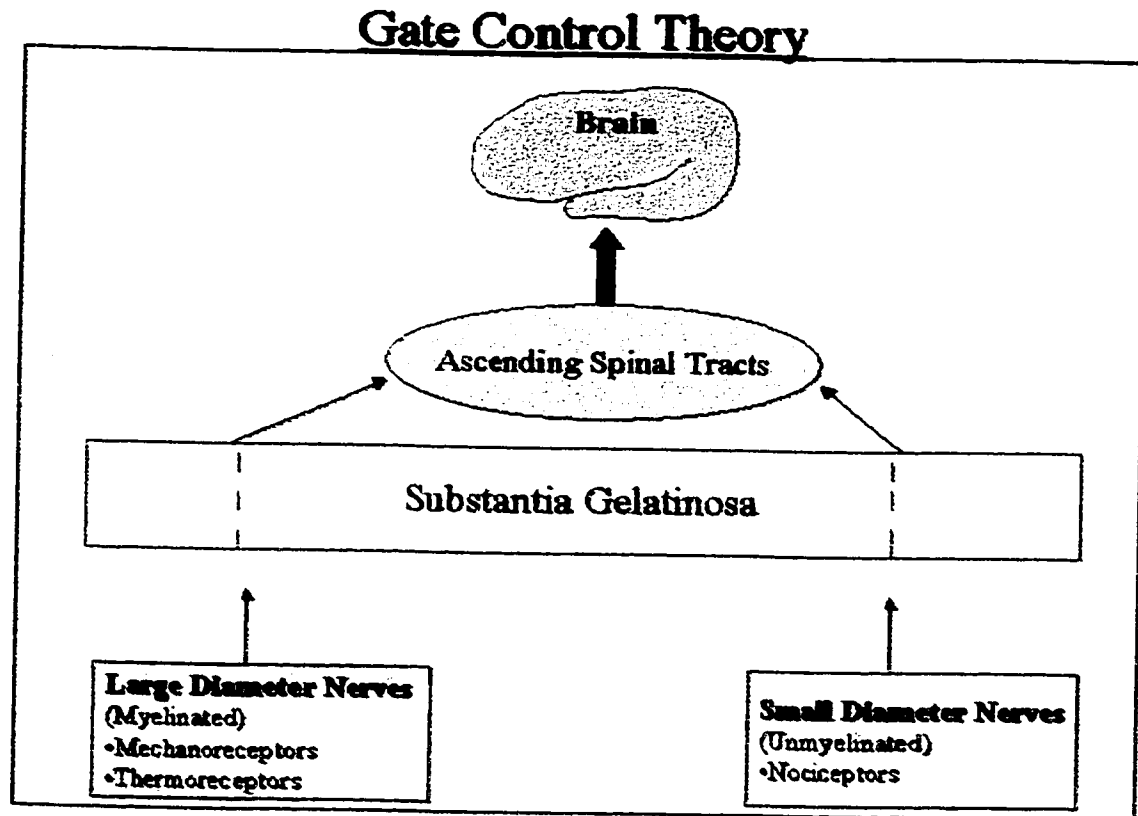 Gate Control Theory
Brain
Ascending Spinal Tracts
Substantia Gelatinosa
Large Diameter Nerves
(Myelinated)
•Mechanoreceptors
•Thermoreceptors
Small Diameter Nerves
(Unmyelinated)
•Nociceptors